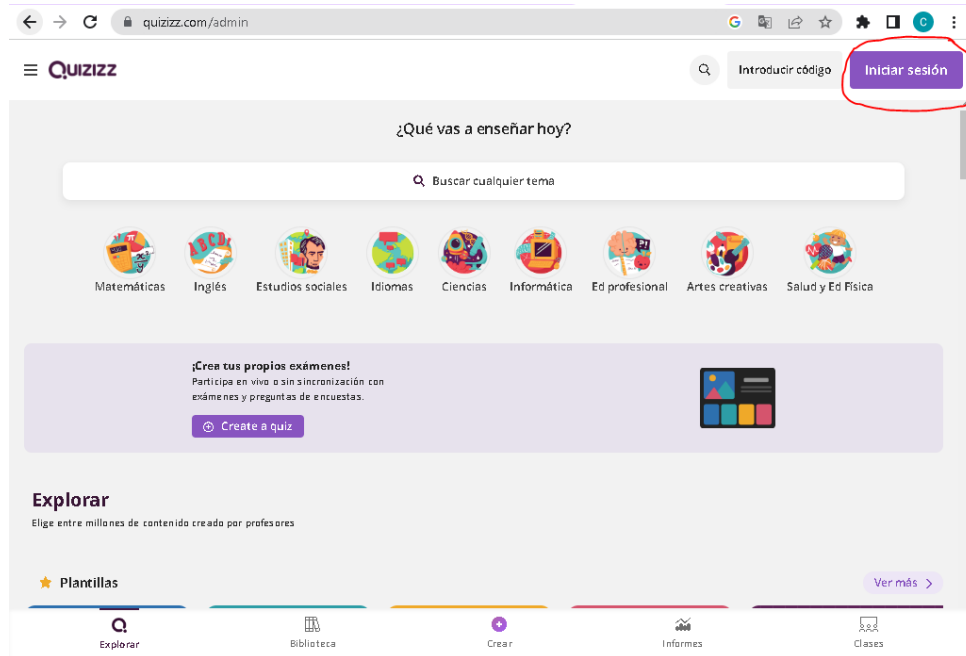 quizizz.com/admin
C
QUIZIZZ
Introducir código
Iniciar sesión
¿Qué vas a enseñar hoy?
Buscar cualquier tema
Matemáticas
Inglés
Estudios sociales
Idiomas
Ciencias
Informática
Ed profesional
Artes creativas
Salud y Ed Física
¡Crea tus propios exámenes!
Participa en vivo o sin sincronización con
exámenes y preguntas de encuestas.
Create a quiz
Explorar
Elige entre millones de contenido creado por profesores
Plantillas
Ver más
Explorar
Biblioteca
Crear
Informes
Clases